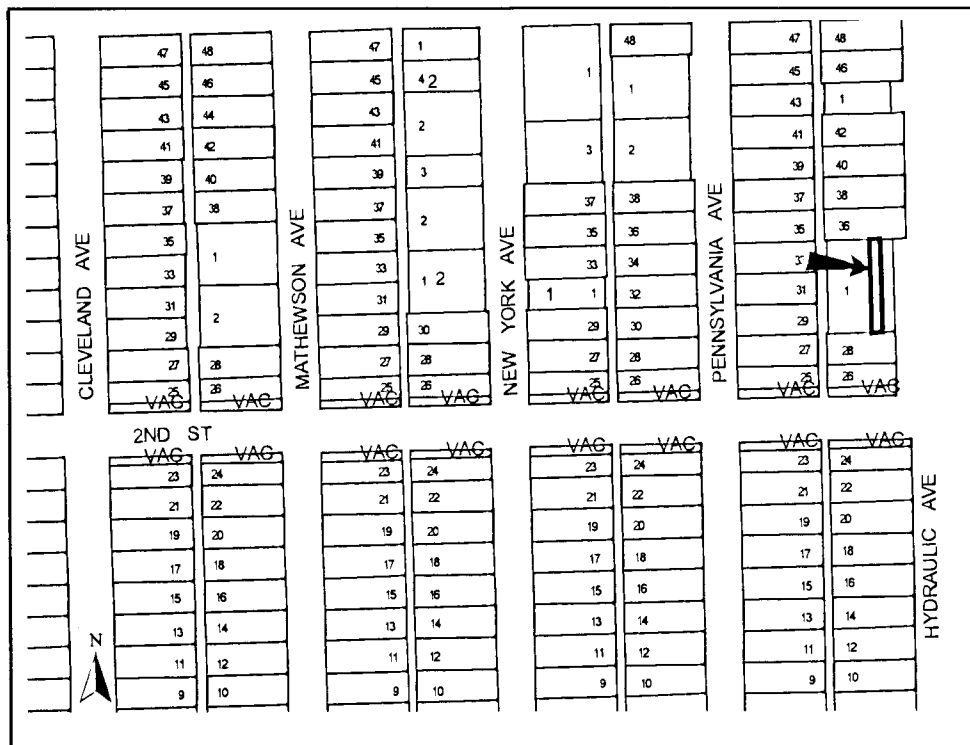 47 48 47 1 1 48 47 48
45 46 45 4 2 1 45 46
43 44 43 2 43 1
41 42 41 3 2 41 42
39 40 39 3 39 40
37 38 37 2 37 38 37 38
35 1 35 35 36 35 36
33 33 1 2 33 34
31 2 31 1 1 32 31 1
29 29 30 29 30 29
27 28 27 28 27 28 27 28
25 26 25 26 25 26 25 26
VAC VAC VAC VAC VAC VAC VAC VAC
CLEVELAND AVE
MATHEWSON AVE
NEW YORK AVE
PENNSYLVANIA AVE
2ND ST
VAC VAC VAC VAC VAC VAC VAC VAC
23 24 23 24 23 24 23 24
21 22 21 22 21 22 21 22
19 20 19 20 19 20 19 20
17 18 17 18 17 18 17 18
15 16 15 16 15 16 15 16
13 14 13 14 13 14 13 14
11 12 11 12 11 12 11 12
9 10 9 10 9 10 9 10
HYDRAULIC AVE
N